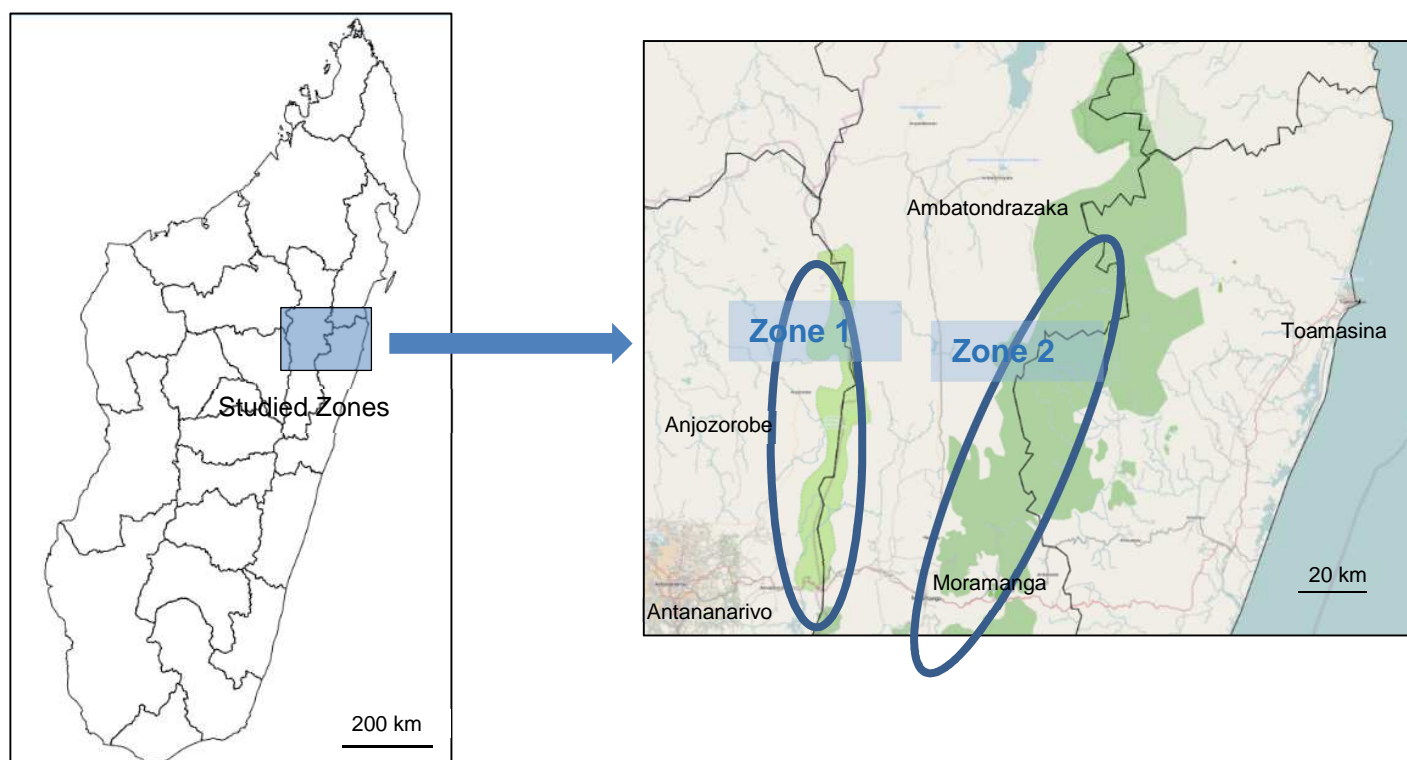 Studied Zones
200 km
Ambatondrazaka
Zone 1
Zone 2
Toamasina
Anjozorobe
Moramanga
Antananarivo
20 km